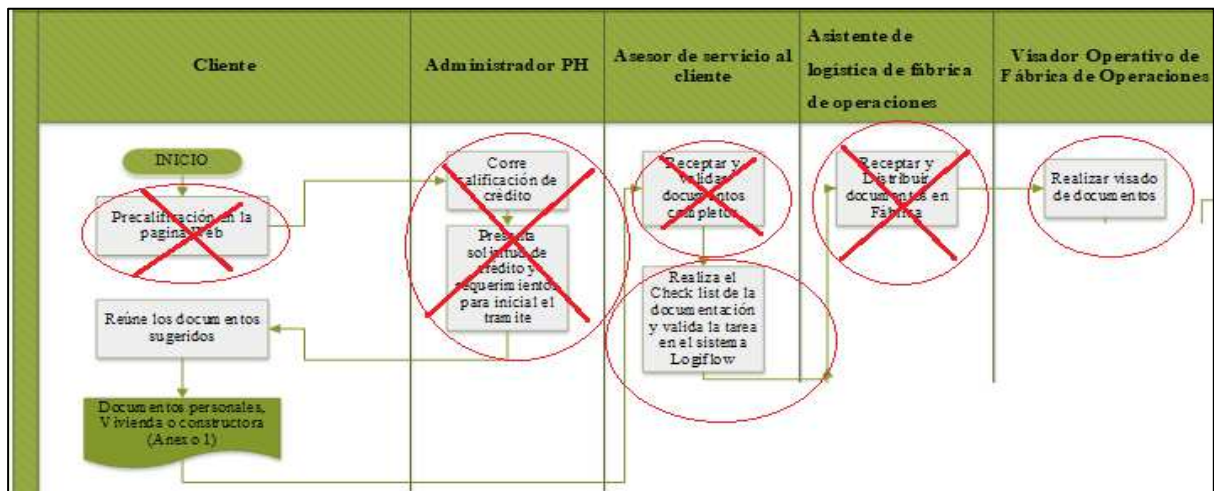 Cliente
Administrador PH
Asesor de servicio al
cliente
Asistente de
logística de fábrica
de operaciones
Visador Operativo de
Fábrica de Operaciones
INICIO
Precalificación en la
pagina Web
Reúne los documentos
sugeridos
Documentos personales,
Vivienda o constructora
(Anexo 1)
Corre
calificación de
crédito
Presenta
solicitud de
crédito y
requerimientos
para inicial el
tramite
Receptar y
validar
documentos
completos
Realiza el
Check list de la
documentación
y valida la tarea
en el sistema
Logiflow
Receptar y
Distribuir
documentos en
Fábrica
Realizar visado
de documentos